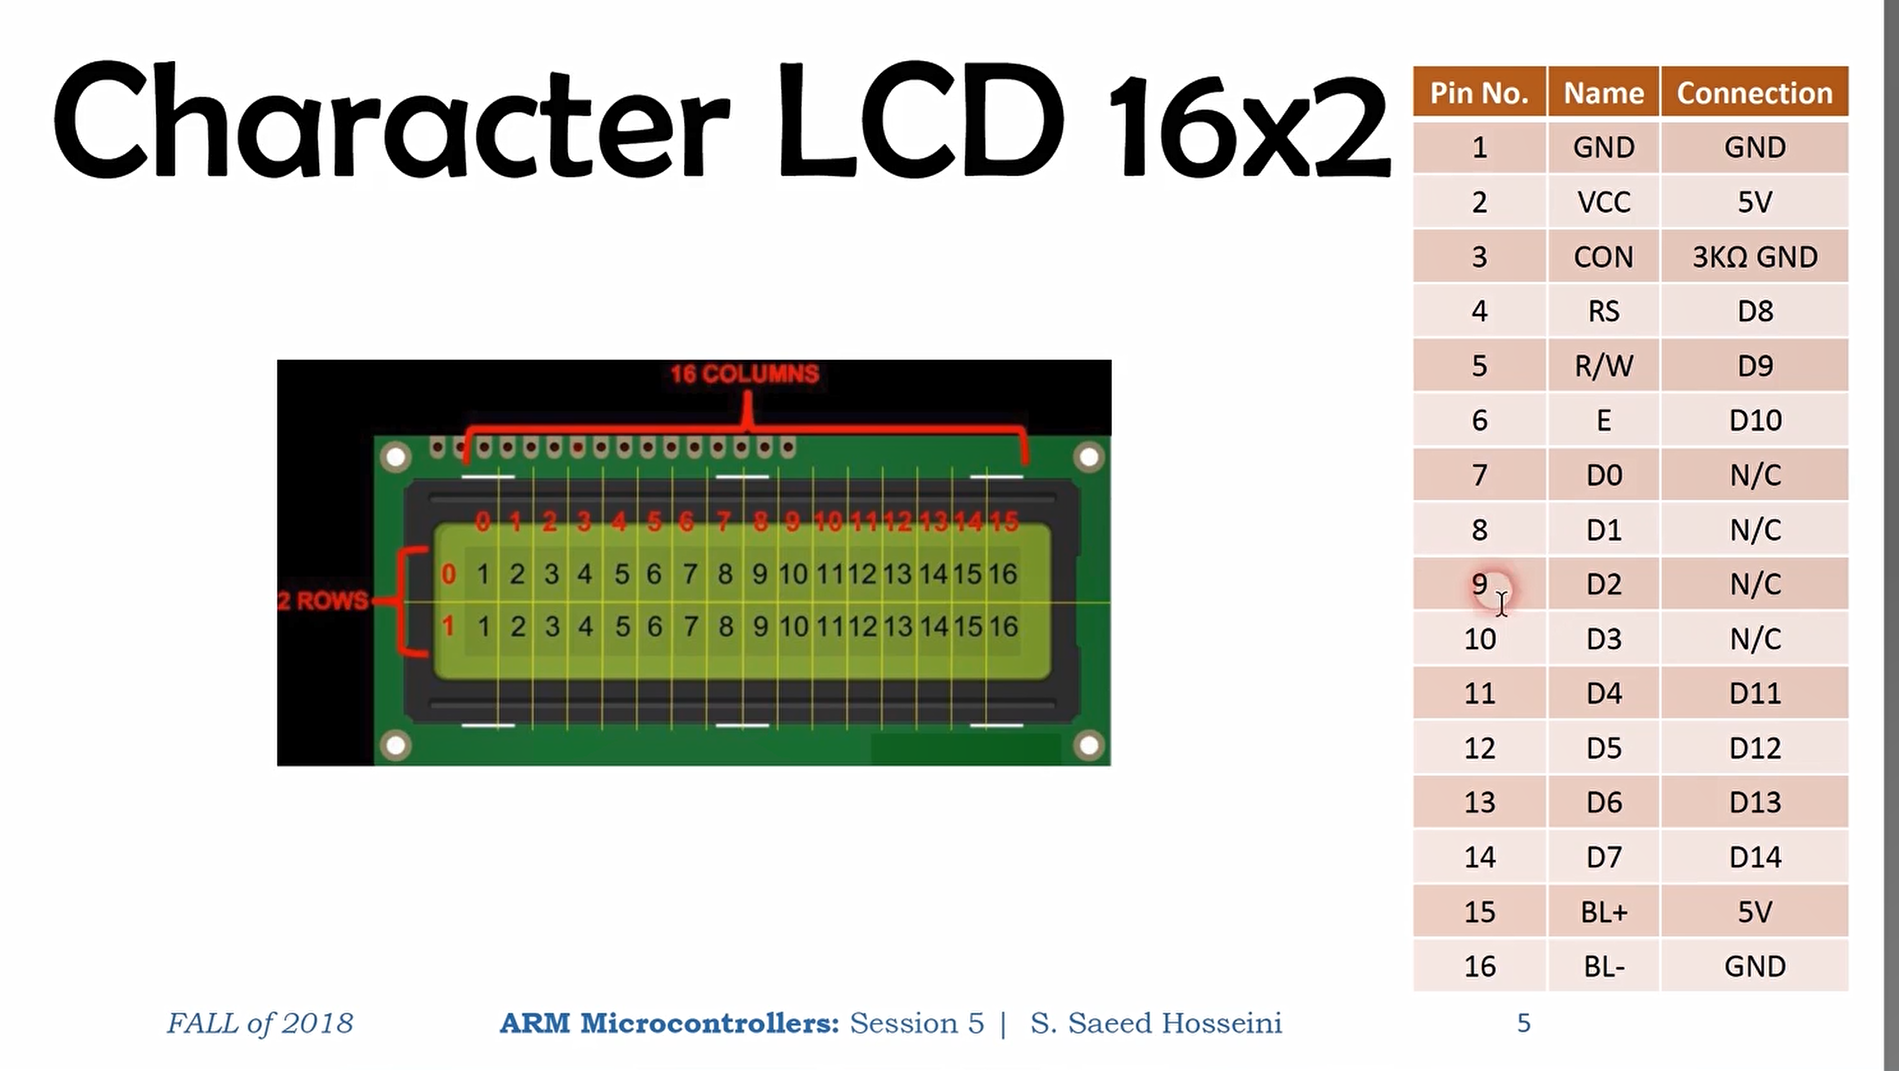 Character LCD 16x2
Pin No. Name Connection
1 GND GND
2 VCC 5V
3 CON 3KΩ GND
4 RS D8
5 R/W D9
6 E D10
7 D0 N/C
8 D1 N/C
9 D2 N/C
10 D3 N/C
11 D4 D11
12 D5 D12
13 D6 D13
14 D7 D14
15 BL+ 5V
16 BL- GND
16 COLUMNS
0 1 2 3 4 5 6 7 8 9 10 11 12 13 14 15
0 1 2 3 4 5 6 7 8 9 10 11 12 13 14 15 16
2 ROWS
1 1 2 3 4 5 6 7 8 9 10 11 12 13 14 15 16
FALL of 2018
ARM Microcontrollers: Session 5 | S. Saeed Hosseini
5